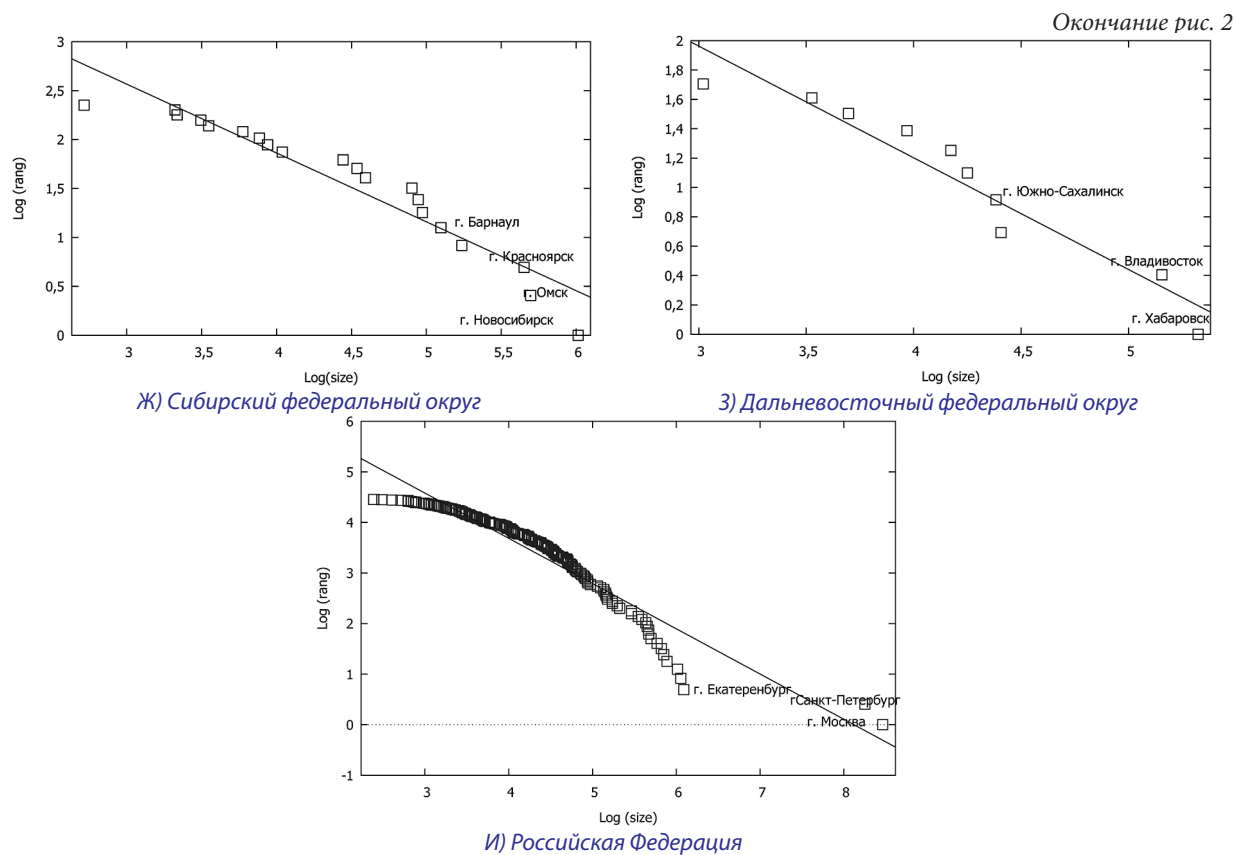 Окончание рис. 2
3
2,5
2
1,5
1
0,5
0
Log (rang)
г. Барнаул
г. Красноярск
г. Омск
г. Новосибирск
3 3,5 4 4,5 5 5,5 6
Log(size)
Ж) Сибирский федеральный округ
2
1,8
1,6
1,4
1,2
1
0,8
0,6
0,4
0,2
0
Log (rang)
г. Южно-Сахалинск
г. Владивосток
г. Хабаровск
3 3,5 4 4,5 5
Log (size)
З) Дальневосточный федеральный округ
6
5
4
3
2
1
0
-1
Log (rang)
г. Екатеренбург
гСанкт-Петербург
г. Москва
3 4 5 6 7 8
Log (size)
И) Российская Федерация